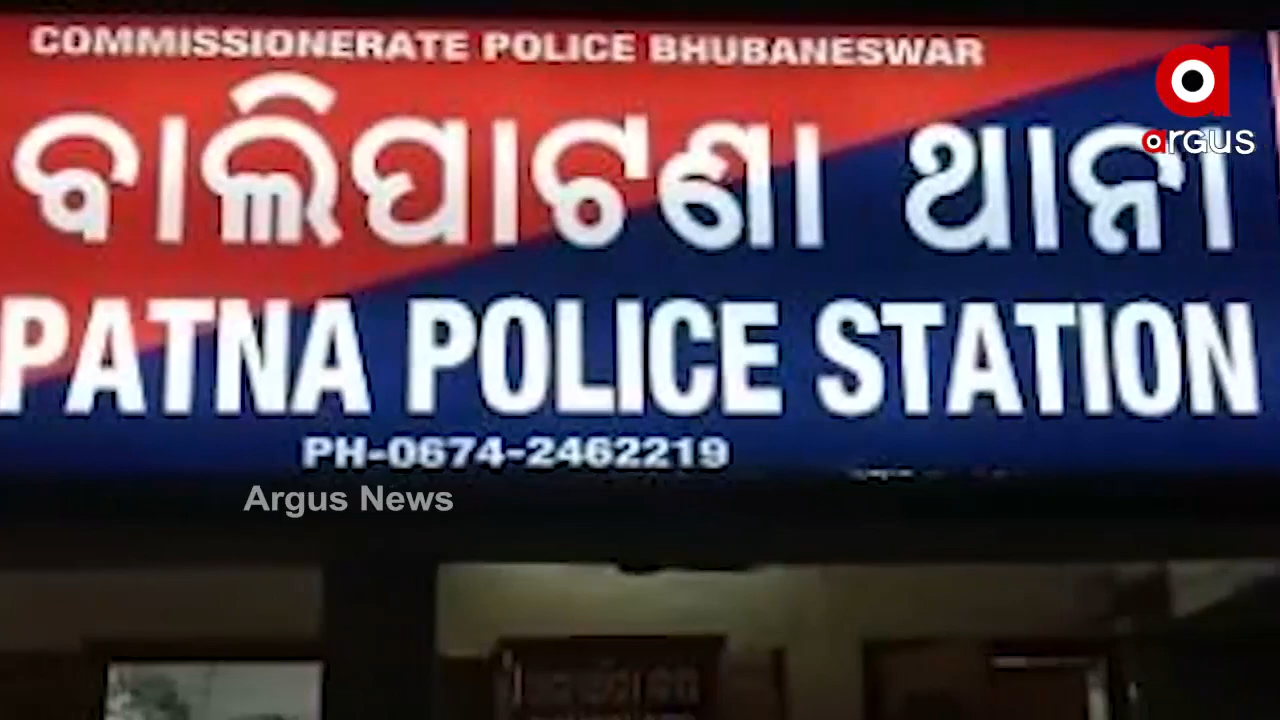 COMMISSIONERATE POLICE BHUBANESWAR
ବାଲିପାଟଣା ଥାନା
PATNA POLICE STATION
PH-0674-2462219
argus
Argus News